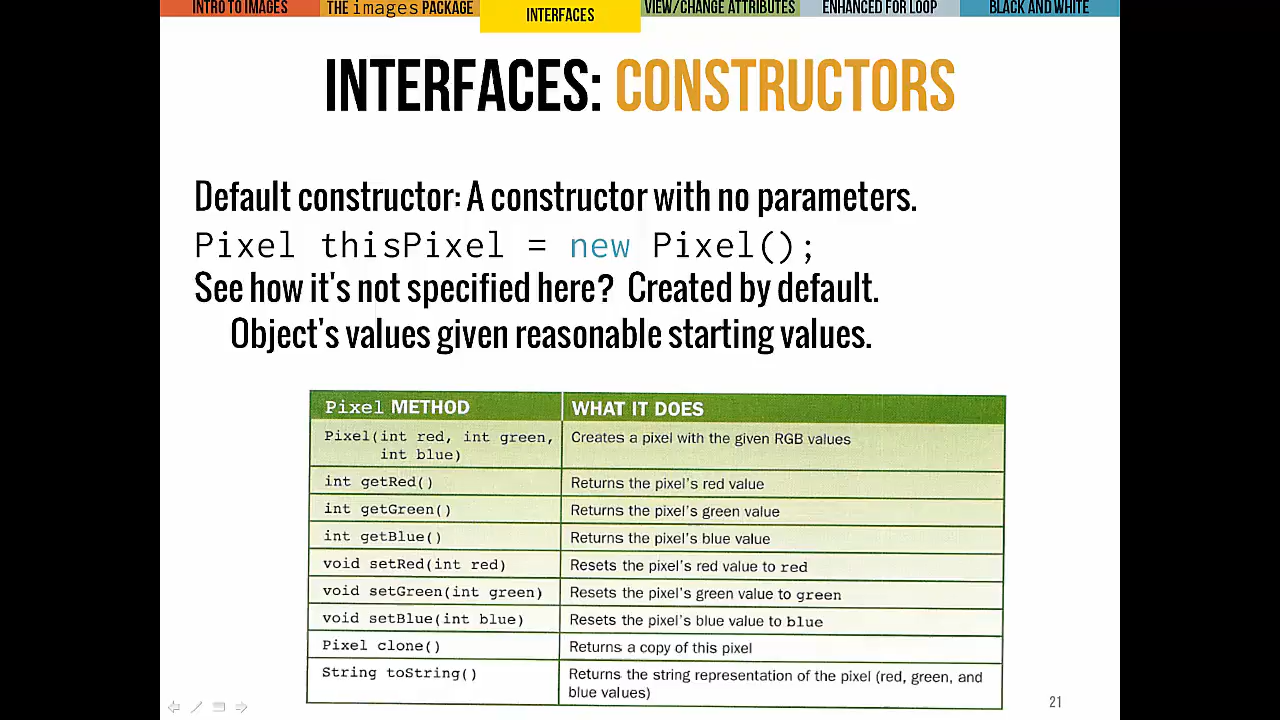 INTRO TO IMAGES
THE images PACKAGE
INTERFACES
VIEW/CHANGE ATTRIBUTES
ENHANCED FOR LOOP
BLACK AND WHITE
INTERFACES: CONSTRUCTORS
Default constructor: A constructor with no parameters.
Pixel thisPixel = new Pixel();
See how it's not specified here? Created by default.
Object's values given reasonable starting values.
Pixel METHOD WHAT IT DOES
Pixel(int red, int green, Creates a pixel with the given RGB values
int blue)
int getRed() Returns the pixel's red value
int getGreen() Returns the pixel's green value
int getBlue() Returns the pixel's blue value
void setRed(int red) Resets the pixel's red value to red
void setGreen(int green) Resets the pixel's green value to green
void setBlue(int blue) Resets the pixel's blue value to blue
Pixel clone() Returns a copy of this pixel
String toString() Returns the string representation of the pixel (red, green, and
blue values)
21